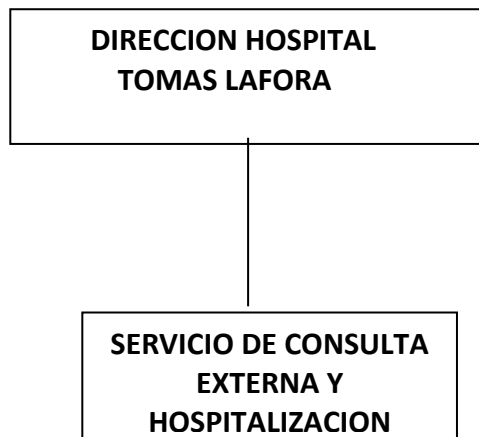 DIRECCION HOSPITAL
TOMAS LAFORA
SERVICIO DE CONSULTA
EXTERNA Y
HOSPITALIZACION